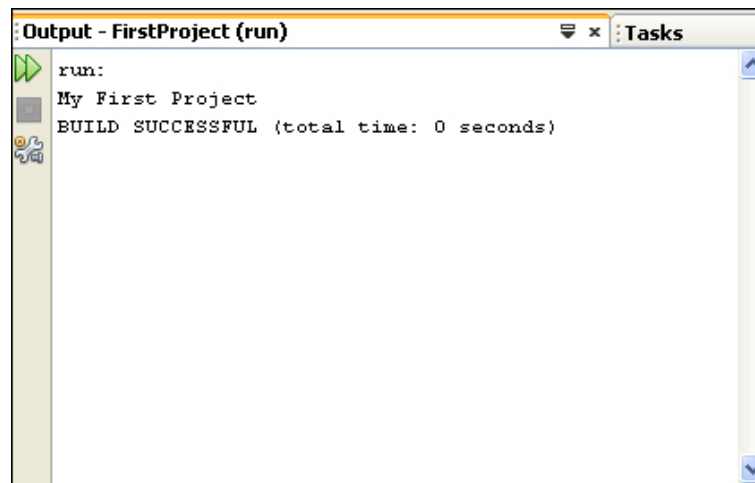 Output - FirstProject (run)
Tasks
run:
My First Project
BUILD SUCCESSFUL (total time: 0 seconds)